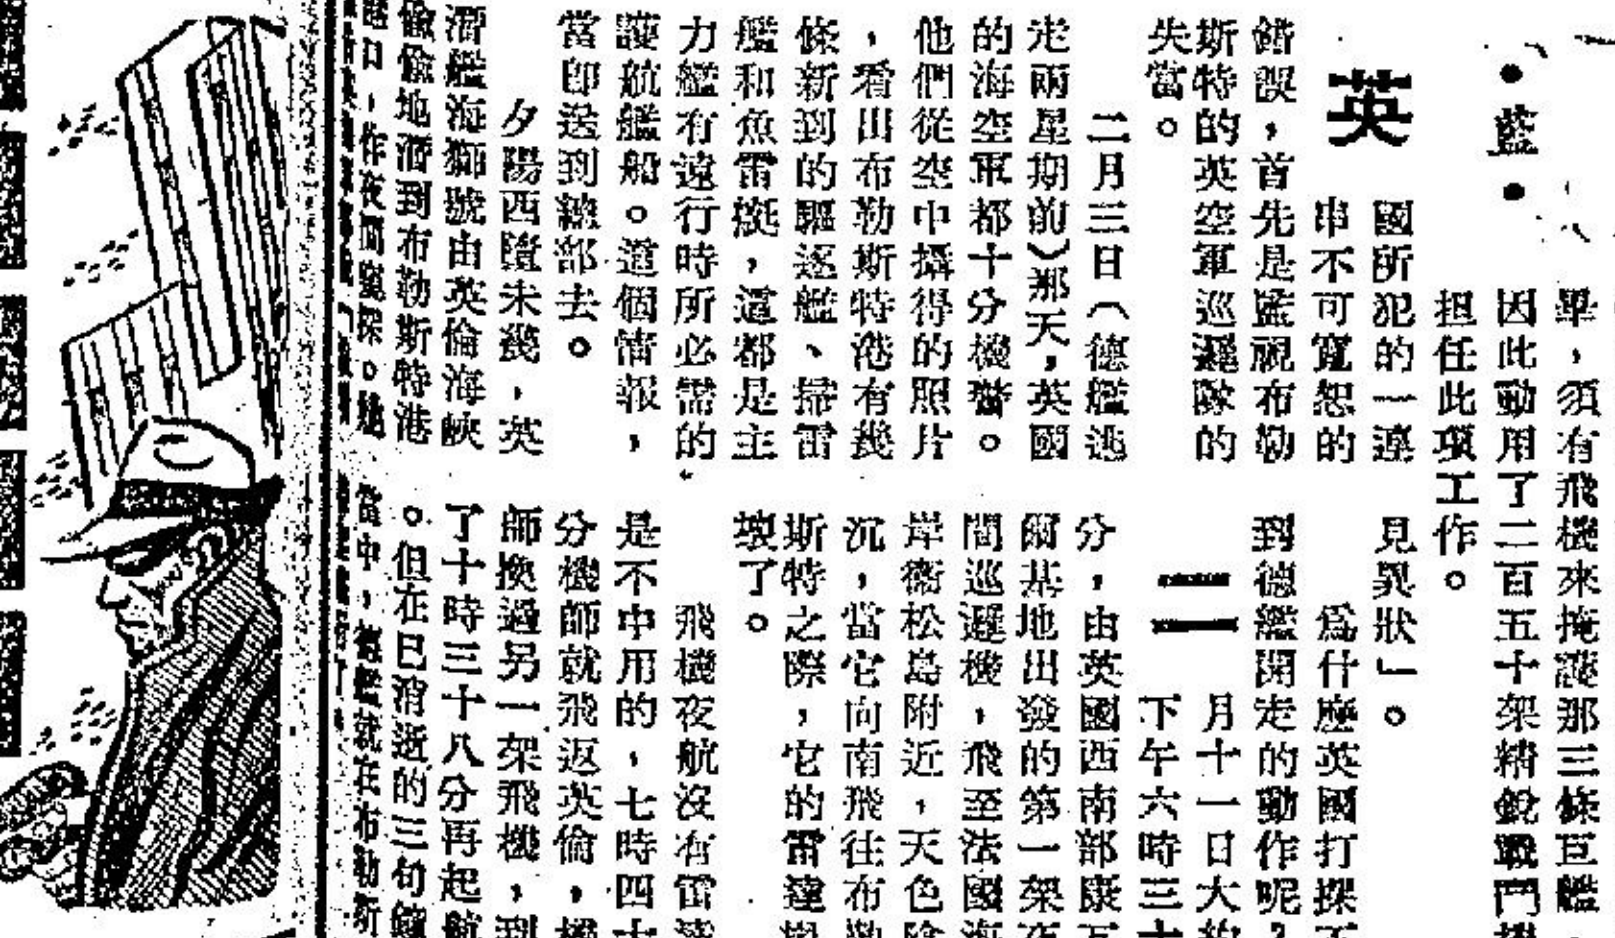 •藍•
畢，須有飛機來掩護那三條巨艦，
因此動用了二百五十架精銳戰鬥機
担任此項工作。
英
國所犯的一連
串不可寬恕的
錯誤，首先是監視布勒
斯特的英空軍巡邏隊的
失當。
二月三日（德艦逃
走兩星期前）那天，英國
的海空軍都十分機警。
他們從空中攝得的照片
，看出布勒斯特港有幾
條新到的驅逐艦、掃雷
艦和魚雷艇，這都是主
力艦有遠行時所必需的
護航艦船。這個情報，
當即送到總部去。
夕陽西墮未幾，英
潛艦海獅號由英倫海峽
偷偷地潛到布勒斯特港
港口，作夜間窺探。
見異狀」。
為什麼英國打探不
到德艦開走的動作呢？
二
月十一日大約
下午六時三十
分，由英國西南部康瓦
爾基地出發的第一架夜
間巡邏機，飛至法國海
岸衞松島附近，天色陰
沉，當它向南飛往布勒
斯特之際，它的雷達
壞了。
飛機夜航沒有雷達
是不中用的，七時四十
分機師就飛返英倫，機
師換過另一架飛機，到
了十時三十八分再起航
。但在已消逝的三句鐘
當中，德艦就在布勒斯